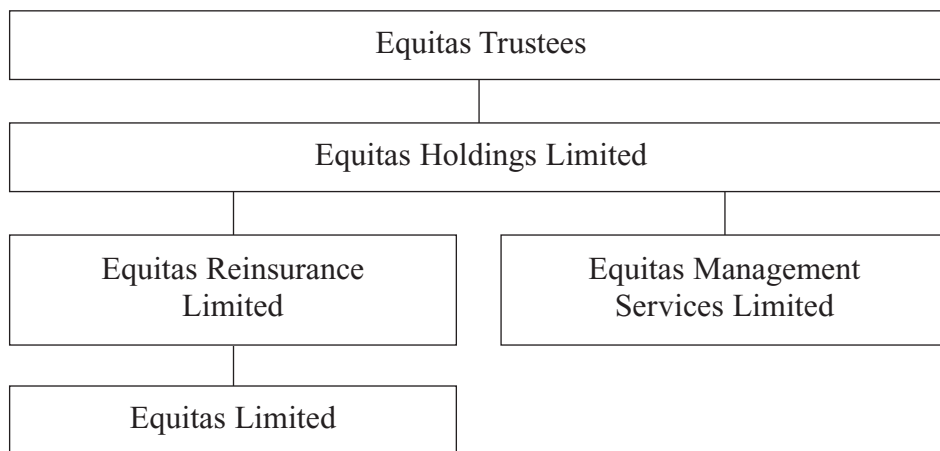 Equitas Trustees
Equitas Holdings Limited
Equitas Reinsurance
Limited
Equitas Management
Services Limited
Equitas Limited